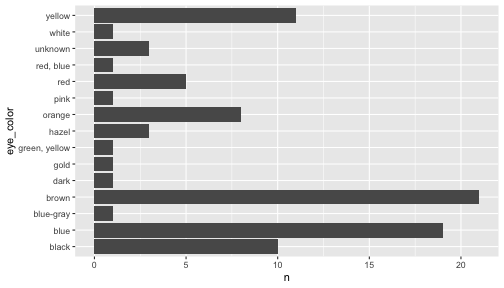 yellow
white
unknown
red, blue
red
pink
orange
hazel
green, yellow
gold
dark
brown
blue-gray
blue
black
eye_color
0 5 10 15 20
n